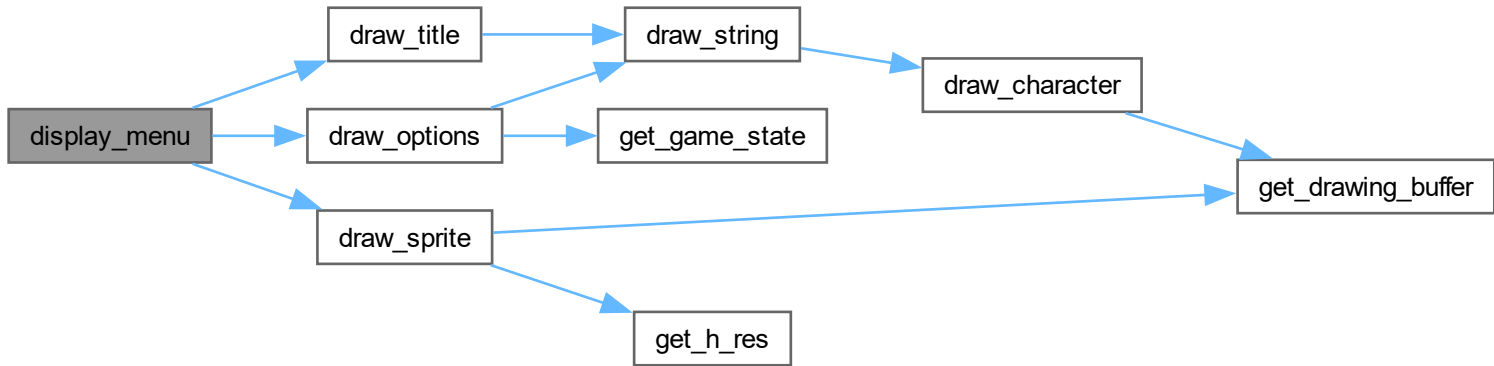 draw_title
draw_string
draw_character
display_menu
draw_options
get_game_state
get_drawing_buffer
draw_sprite
get_h_res